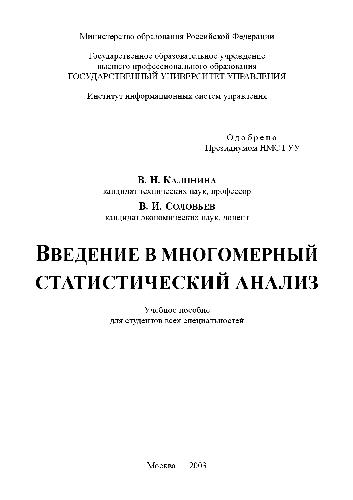 Министерство образования Российской Федерации
Государственное образовательное учреждение
высшего профессионального образования
ГОСУДАРСТВЕННЫЙ УНИВЕРСИТЕТ УПРАВЛЕНИЯ
Институт информационных систем управления
Одобрено
Президиумом НМС ГУУ
В. Н. КАЛИНИНА
кандидат технических наук, профессор
В. И. СОЛОВЬЕВ
кандидат экономических наук, доцент
ВВЕДЕНИЕ В МНОГОМЕРНЫЙ
СТАТИСТИЧЕСКИЙ АНАЛИЗ
Учебное пособие
для студентов всех специальностей
Москва 2003